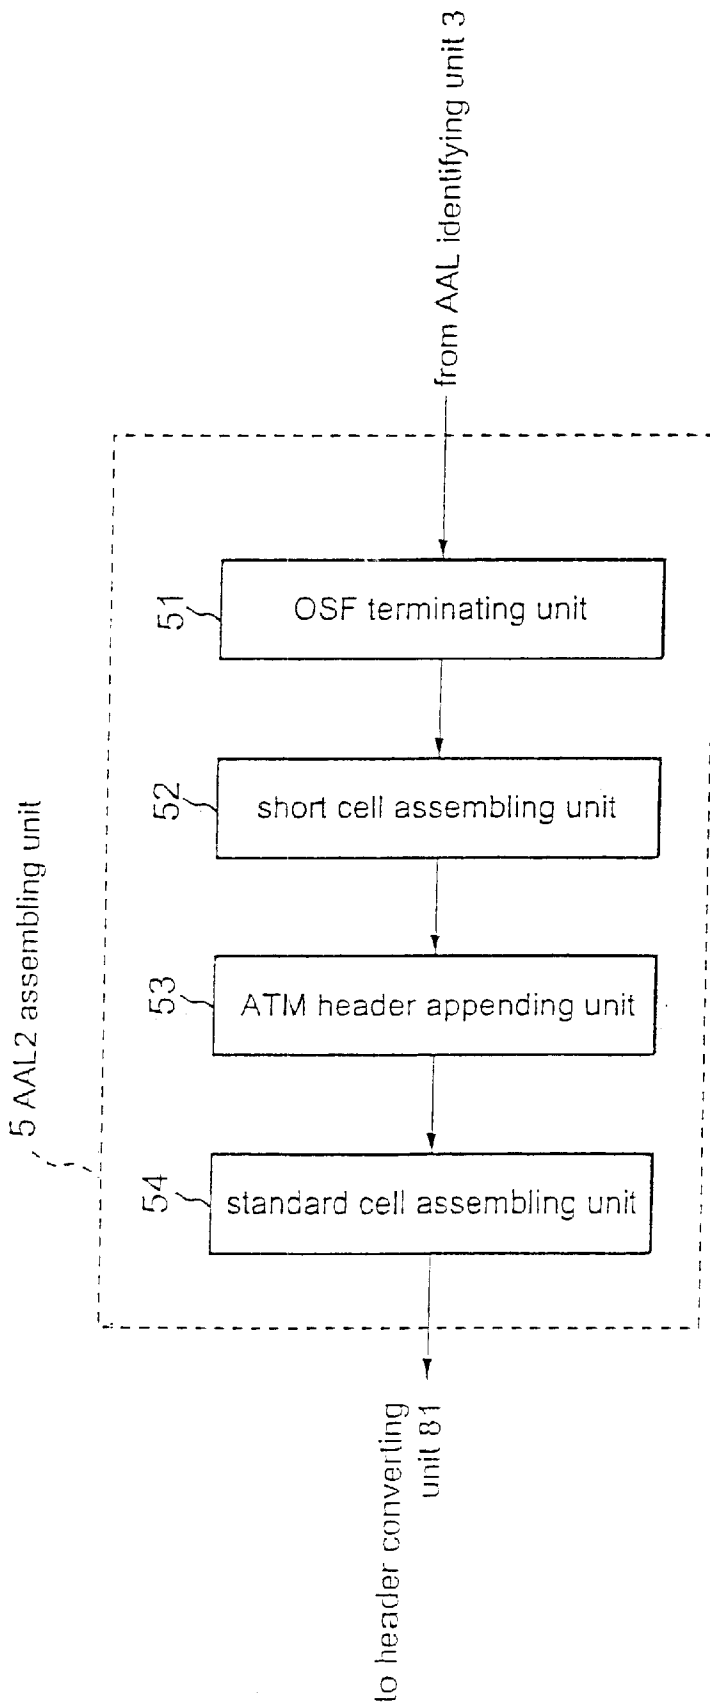 5 AAL2 assembling unit
from AAL identifying unit 3
51
OSF terminating unit
52
short cell assembling unit
53
ATM header appending unit
54
standard cell assembling unit
to header converting
unit 81